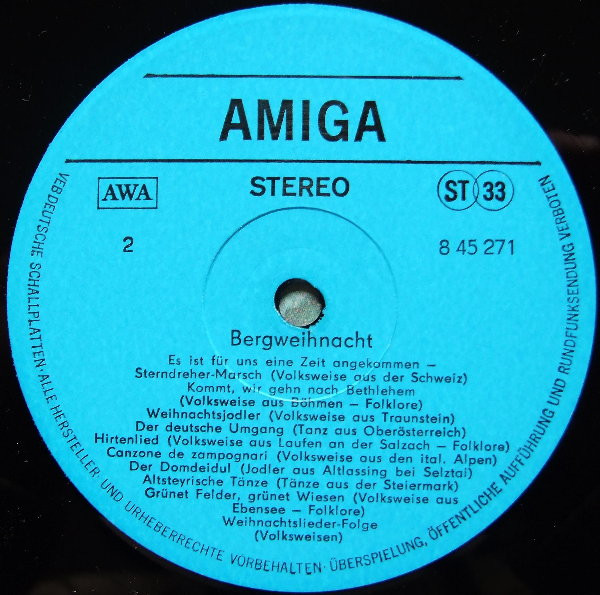 AMIGA
AWA
STEREO
ST 33
2
8 45 271
Bergweihnacht
Es ist für uns eine Zeit angekommen –
Sterndreher-Marsch (Volksweise aus der Schweiz)
Kommt, wir gehn nach Bethlehem
(Volksweise aus Böhmen – Folklore)
Weihnachtsjodler (Volksweise aus Traunstein)
Der deutsche Umgang (Tanz aus Oberösterreich)
Hirtenlied (Volksweise aus Laufen an der Salzach – Folklore)
Canzone de zampognari (Volksweise aus den ital. Alpen)
Der Domdeidul (Jodler aus Altlassing bei Selztal)
Altsteyrische Tänze (Tänze aus der Steiermark)
Grünet Felder, grünet Wiesen (Volksweise aus
Ebensee – Folklore)
Weihnachtslieder-Folge
(Volksweisen)
VEB DEUTSCHE SCHALLPLATTEN · ALLE HERSTELLER- UND URHEBERRECHTE VORBEHALTEN · ÜBERSPIELUNG, ÖFFENTLICHE AUFFÜHRUNG UND RUNDFUNKSENDUNG VERBOTEN